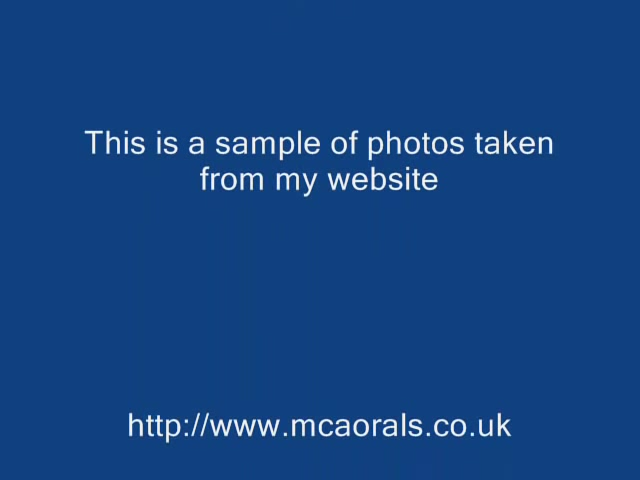 This is a sample of photos taken
from my website
http://www.mcaorals.co.uk